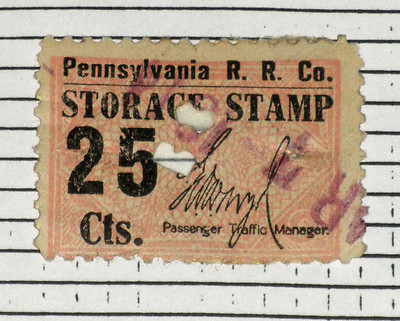 Pennsylvania R. R. Co.
STORAGE STAMP
25
Cts.
Passenger Traffic Manager.